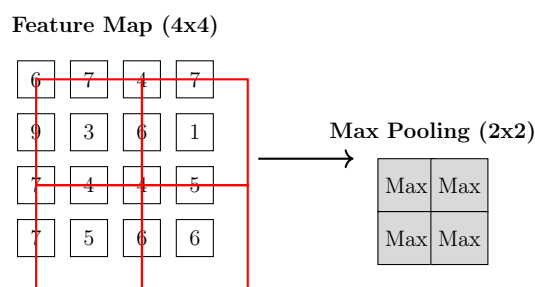 Feature Map (4x4)
6 7 4 7
9 3 6 1
Max Pooling (2x2)
7 4 4 5
Max Max
7 5 6 6
Max Max